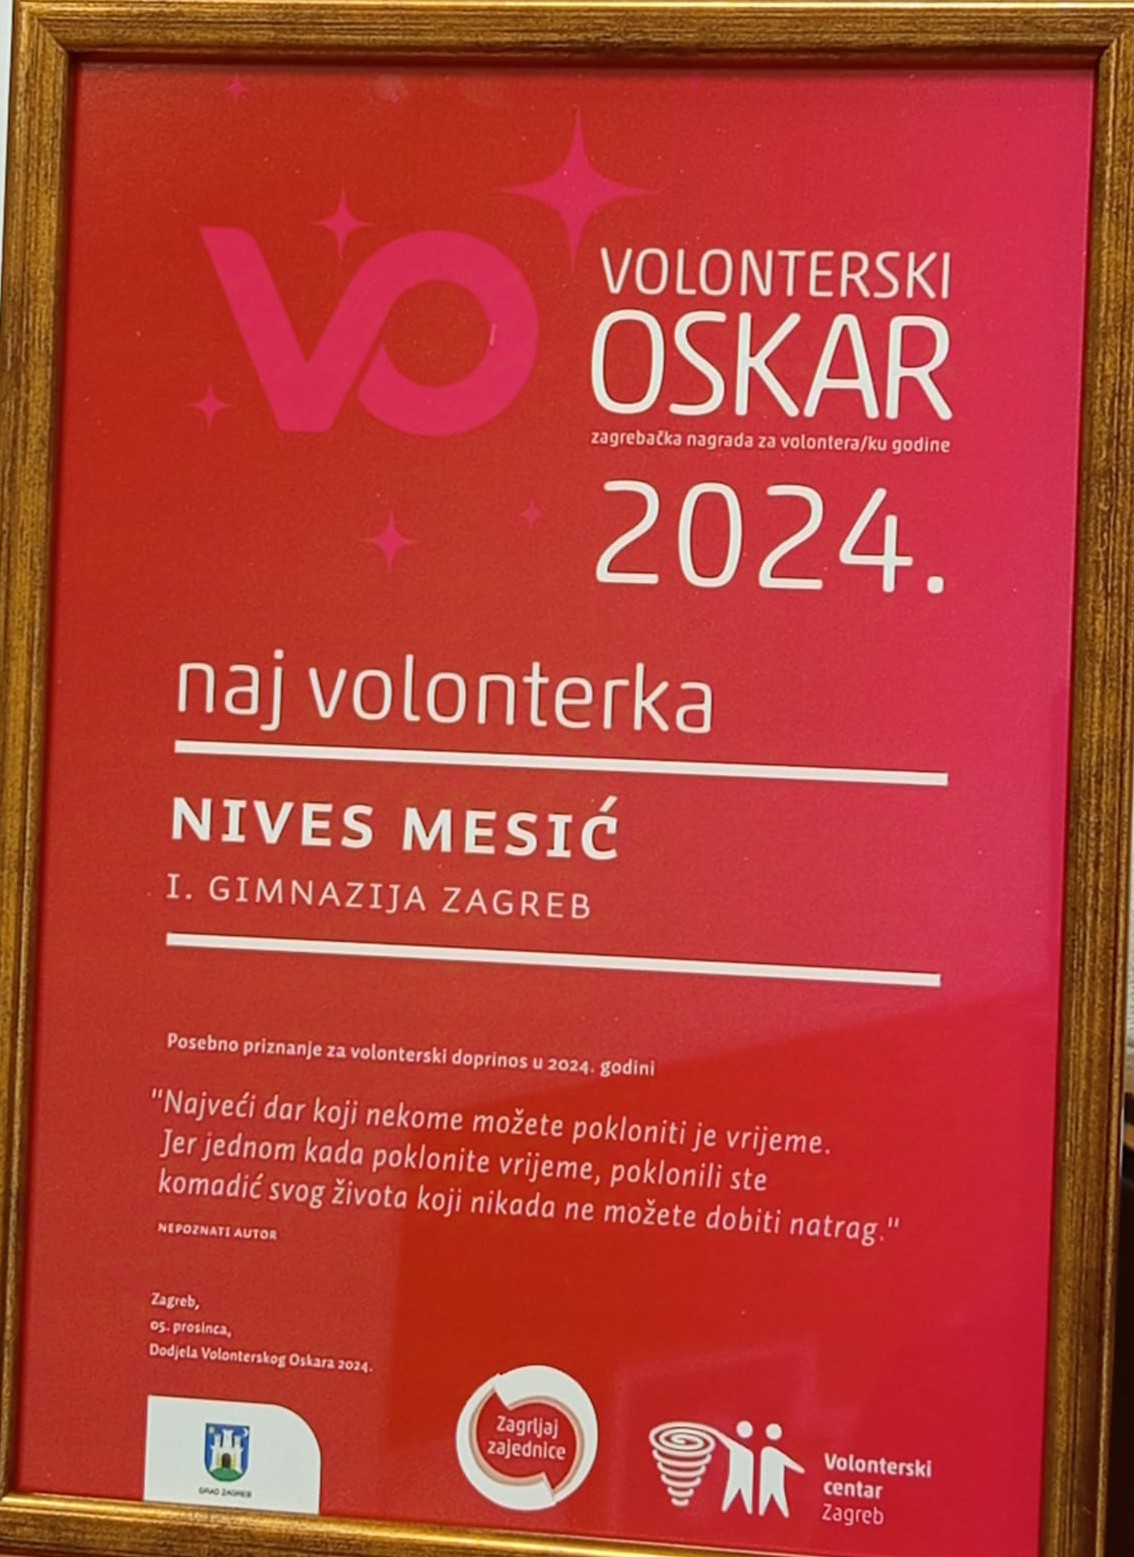 VO
VOLONTERSKI
OSKAR
zagrebačka nagrada za volontera/ku godine
2024.
naj volonterka
NIVES MESIĆ
I. GIMNAZIJA ZAGREB
Posebno priznanje za volonterski doprinos u 2024. godini
"Najveći dar koji nekome možete pokloniti je vrijeme.
Jer jednom kada poklonite vrijeme, poklonili ste
komadić svog života koji nikada ne možete dobiti natrag."
NEPOZNATI AUTOR
Zagreb,
05. prosinca,
Dodjela Volonterskog Oskara 2024.
GRAD ZAGREB
Zagrljaj
zajednice
Volonterski
centar
Zagreb